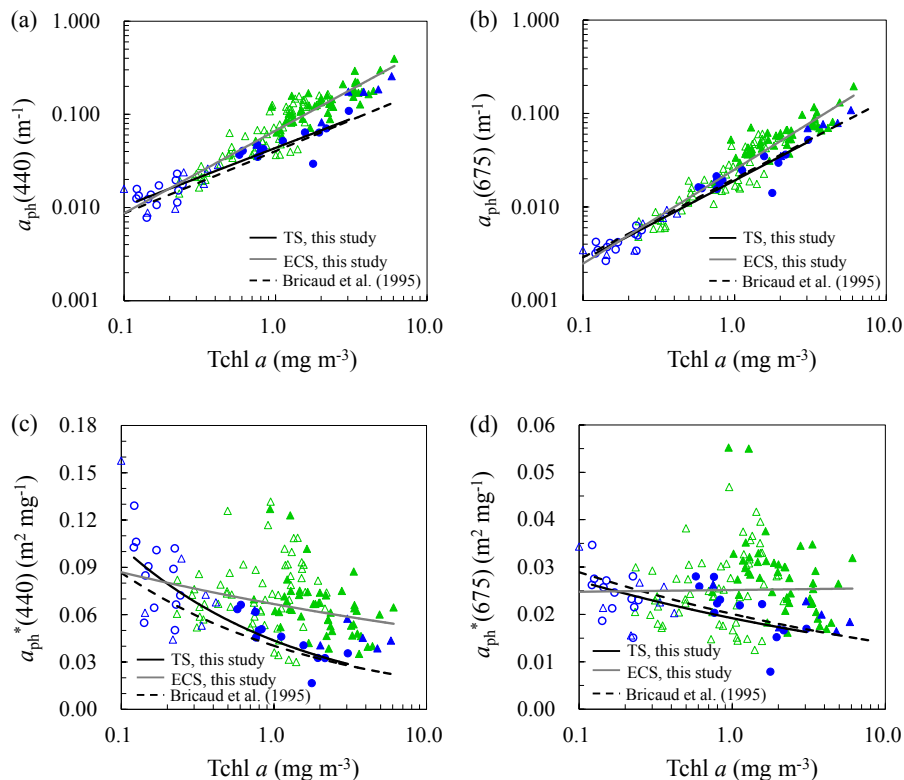 (a)
1.000
0.100
0.010
0.001
aph(440) (m-1)
TS, this study
ECS, this study
Bricaud et al. (1995)
0.1 1.0 10.0
Tchl a (mg m-3)
(b)
1.000
0.100
0.010
0.001
aph(675) (m-1)
TS, this study
ECS, this study
Bricaud et al. (1995)
0.1 1.0 10.0
Tchl a (mg m-3)
(c)
0.18
0.15
0.12
0.09
0.06
0.03
0.00
aph*(440) (m2 mg-1)
TS, this study
ECS, this study
Bricaud et al. (1995)
0.1 1.0 10.0
Tchl a (mg m-3)
(d)
0.06
0.05
0.04
0.03
0.02
0.01
0.00
aph*(675) (m2 mg-1)
TS, this study
ECS, this study
Bricaud et al. (1995)
0.1 1.0 10.0
Tchl a (mg m-3)